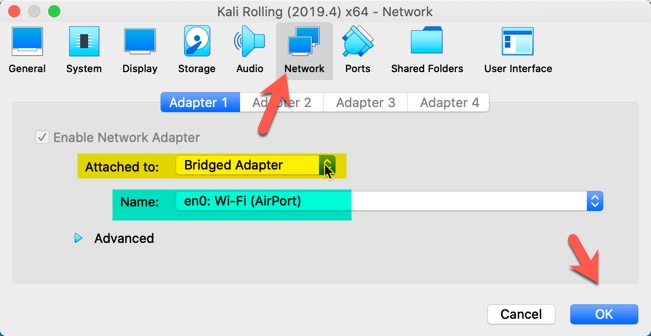 Kali Rolling (2019.4) x64 - Network
General System Display Storage Audio Network Ports Shared Folders User Interface
Adapter 1 Adapter 2 Adapter 3 Adapter 4
Enable Network Adapter
Attached to: Bridged Adapter
Name: en0: Wi-Fi (AirPort)
Advanced
Cancel OK